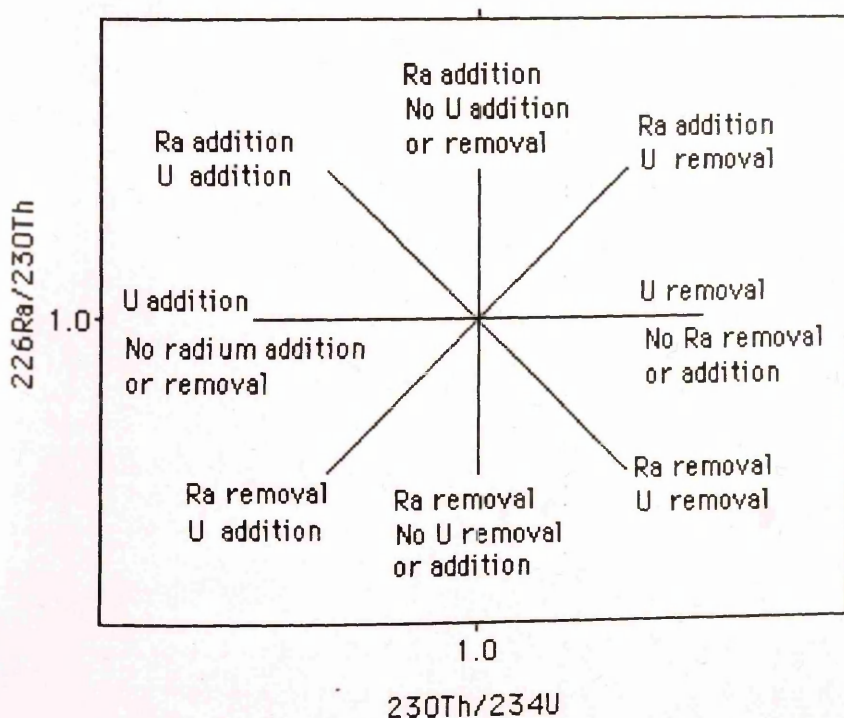 Ra addition
No U addition
or removal
Ra addition
U addition
Ra addition
U removal
226Ra/230Th
1.0
U addition
No radium addition
or removal
U removal
No Ra removal
or addition
Ra removal
U addition
Ra removal
No U removal
or addition
Ra removal
U removal
1.0
230Th/234U